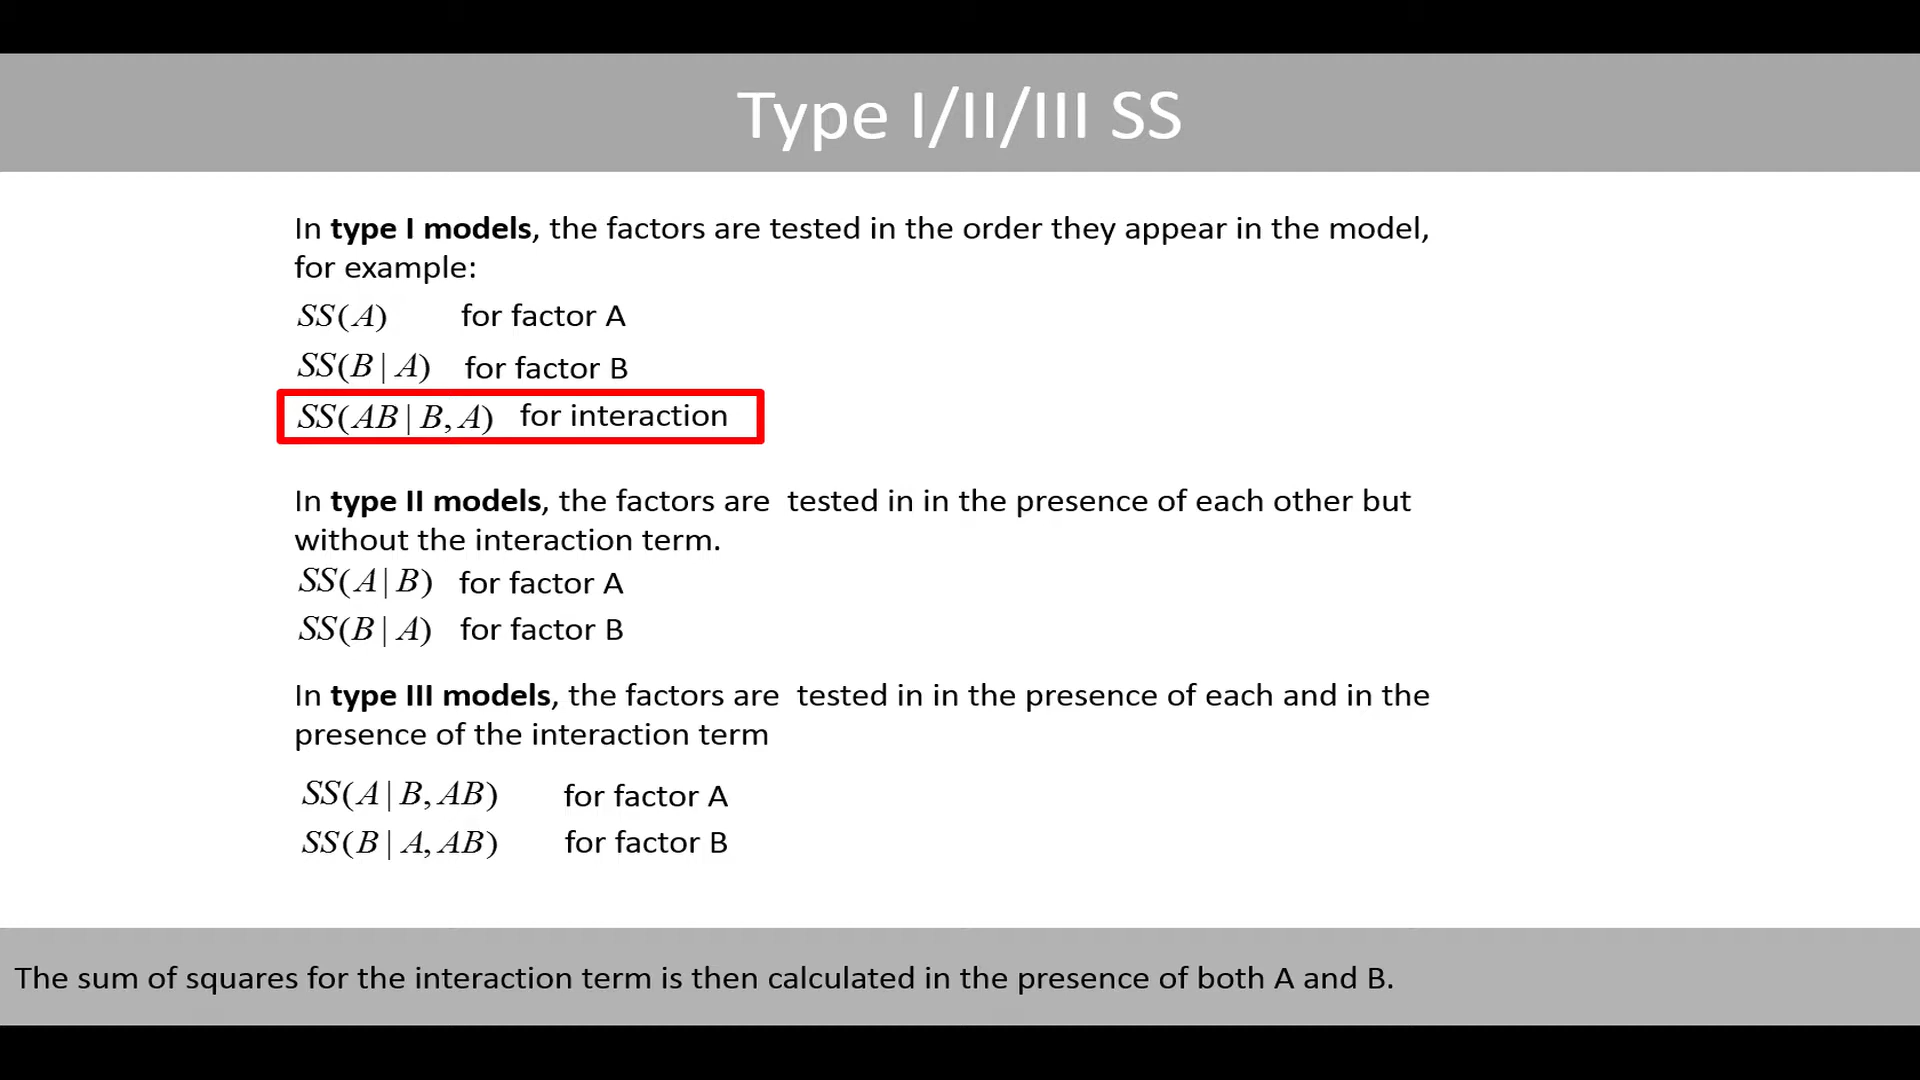 Type I/II/III SS
In type I models, the factors are tested in the order they appear in the model,
for example:
SS(A) for factor A
SS(B | A) for factor B
SS(AB | B, A) for interaction
In type II models, the factors are tested in in the presence of each other but
without the interaction term.
SS(A | B) for factor A
SS(B | A) for factor B
In type III models, the factors are tested in in the presence of each and in the
presence of the interaction term
SS(A | B, AB) for factor A
SS(B | A, AB) for factor B
The sum of squares for the interaction term is then calculated in the presence of both A and B.